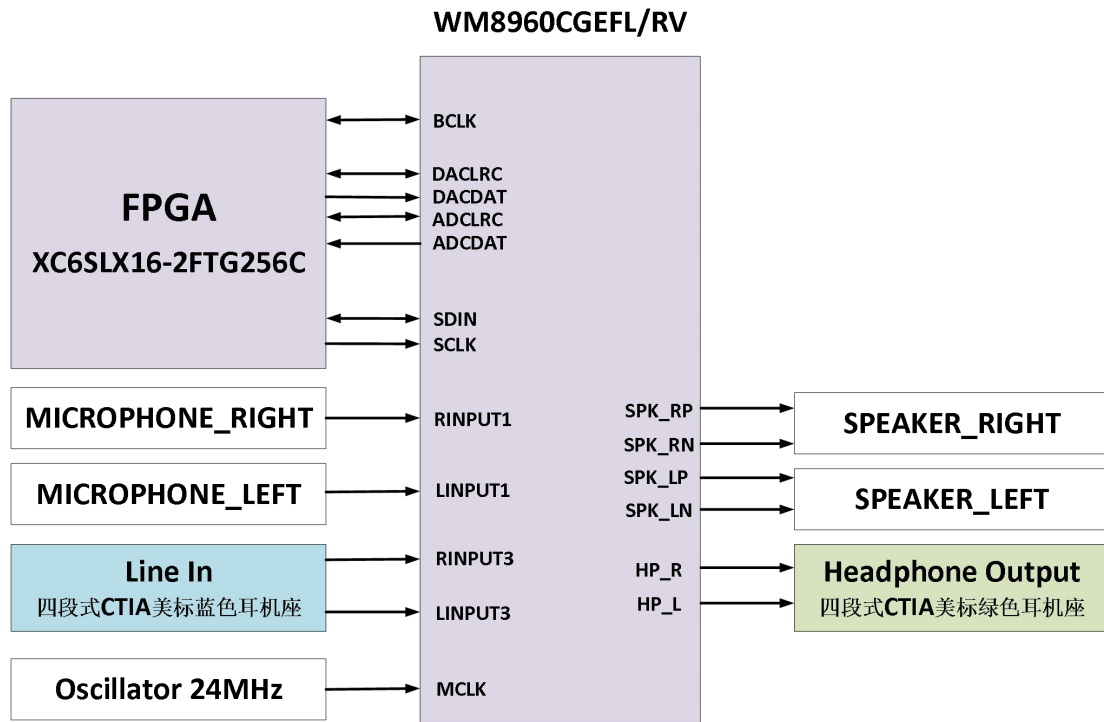 WM8960CGEFL/RV
FPGA
XC6SLX16-2FTG256C
BCLK
DACLRC
DACDAT
ADCLRC
ADCDAT
SDIN
SCLK
MICROPHONE_RIGHT
RINPUT1
MICROPHONE_LEFT
LINPUT1
Line In
四段式CTIA美标蓝色耳机座
RINPUT3
LINPUT3
Oscillator 24MHz
MCLK
SPK_RP
SPK_RN
SPEAKER_RIGHT
SPK_LP
SPK_LN
SPEAKER_LEFT
HP_R
HP_L
Headphone Output
四段式CTIA美标绿色耳机座